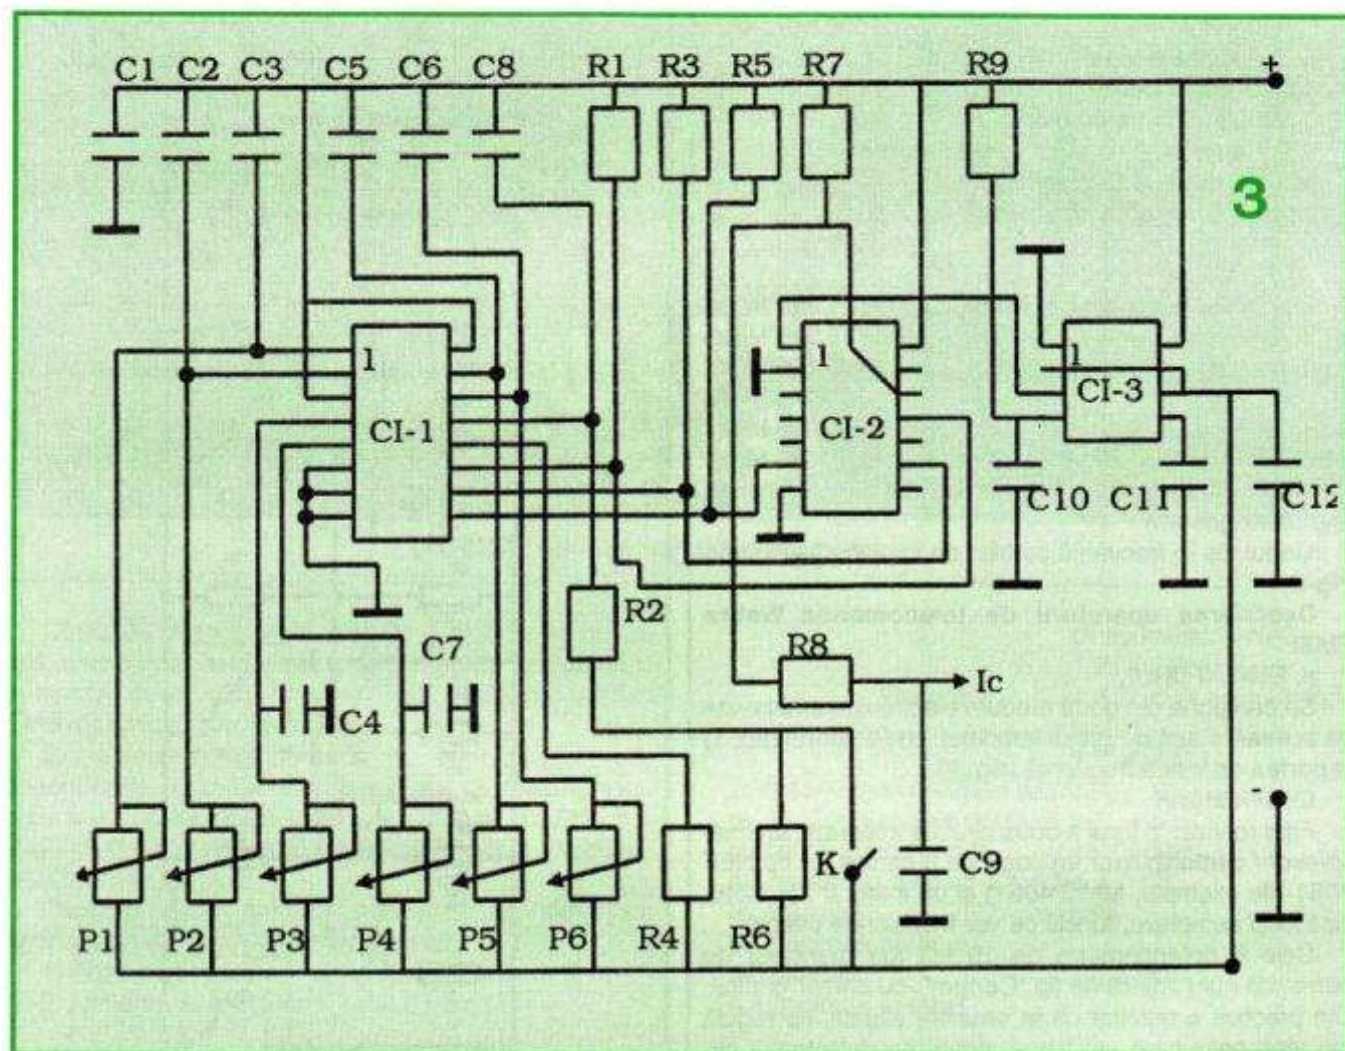 C1 C2 C3 C5 C6 C8 R1 R3 R5 R7 R9 +
3
1 1 1
CI-1 CI-2 CI-3
C10 C11 C12
R2
C7 R8
C4 Ic
-
K C9
P1 P2 P3 P4 P5 P6 R4 R6